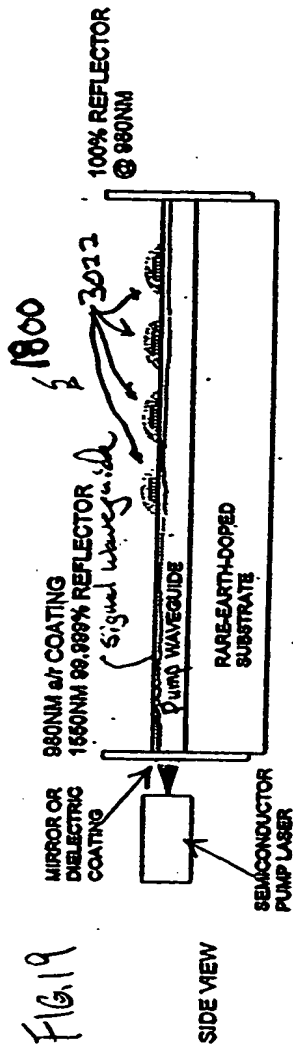 FIG.19
1800
980NM a/r COATING
1550NM 99.999% REFLECTOR
MIRROR OR
DIELECTRIC
COATING
Signal Waveguide
3022
100% REFLECTOR
@ 980NM
Pump WAVEGUIDE
RARE-EARTH-DOPED
SUBSTRATE
SEMICONDUCTOR
PUMP LASER
SIDE VIEW